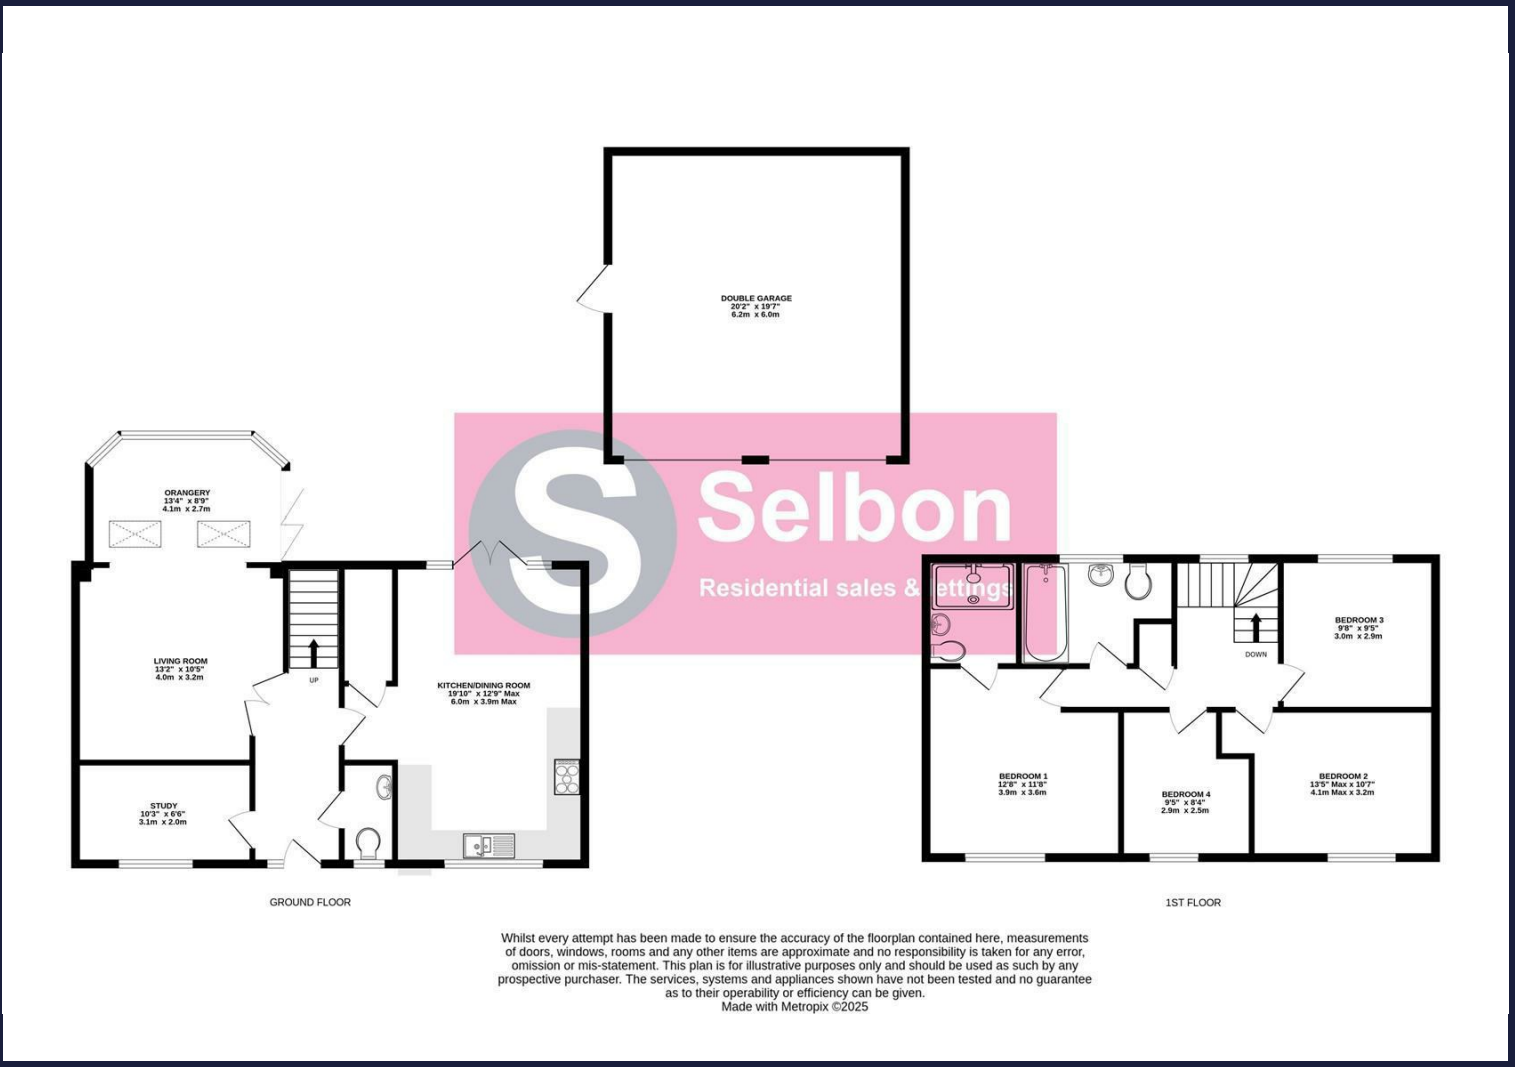 DOUBLE GARAGE
20'2" x 19'7"
6.2m x 6.0m
S
Selbon
Residential sales & lettings
ORANGERY
13'4" x 8'9"
4.1m x 2.7m
LIVING ROOM
13'2" x 10'5"
4.0m x 3.2m
UP
KITCHEN/DINING ROOM
19'10" x 12'9" Max
6.0m x 3.9m Max
STUDY
10'3" x 6'6"
3.1m x 2.0m
GROUND FLOOR
BEDROOM 3
9'8" x 9'5"
3.0m x 2.9m
DOWN
BEDROOM 1
12'8" x 11'8"
3.9m x 3.6m
BEDROOM 4
9'5" x 8'4"
2.9m x 2.5m
BEDROOM 2
13'5" Max x 10'7"
4.1m Max x 3.2m
1ST FLOOR
Whilst every attempt has been made to ensure the accuracy of the floorplan contained here, measurements
of doors, windows, rooms and any other items are approximate and no responsibility is taken for any error,
omission or mis-statement. This plan is for illustrative purposes only and should be used as such by any
prospective purchaser. The services, systems and appliances shown have not been tested and no guarantee
as to their operability or efficiency can be given.
Made with Metropix ©2025